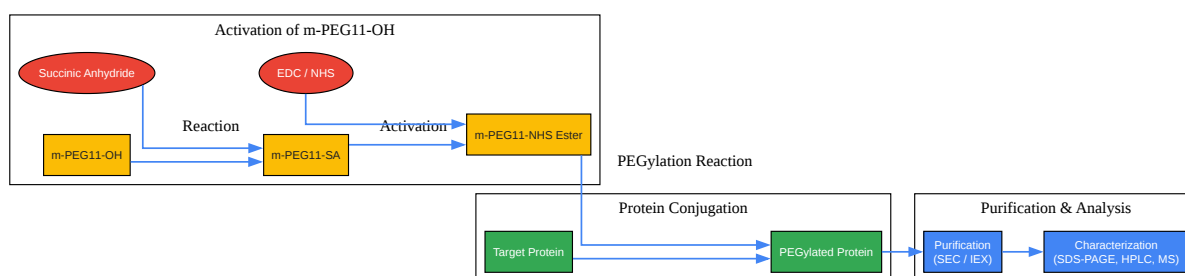 Activation of m-PEG11-OH
Succinic Anhydride
EDC / NHS
Reaction
Activation
m-PEG11-OH
m-PEG11-SA
m-PEG11-NHS Ester
PEGylation Reaction
Protein Conjugation
Target Protein
PEGylated Protein
Purification & Analysis
Purification
(SEC / IEX)
Characterization
(SDS-PAGE, HPLC, MS)